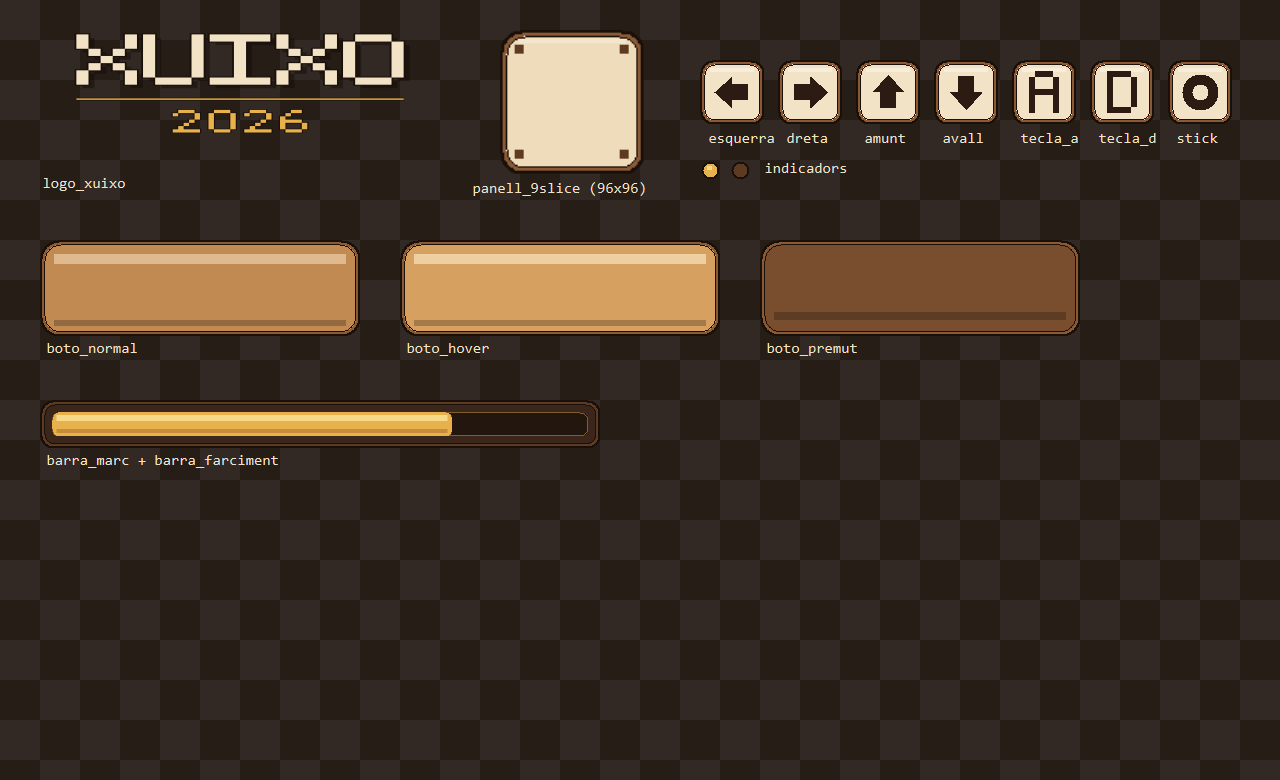 XUIXO
2026
logo_xuixo
panell_9slice (96x96)
A
D
esquerra dreta amunt avall tecla_a tecla_d stick
indicadors
boto_normal
boto_hover
boto_premut
barra_marc + barra_farciment